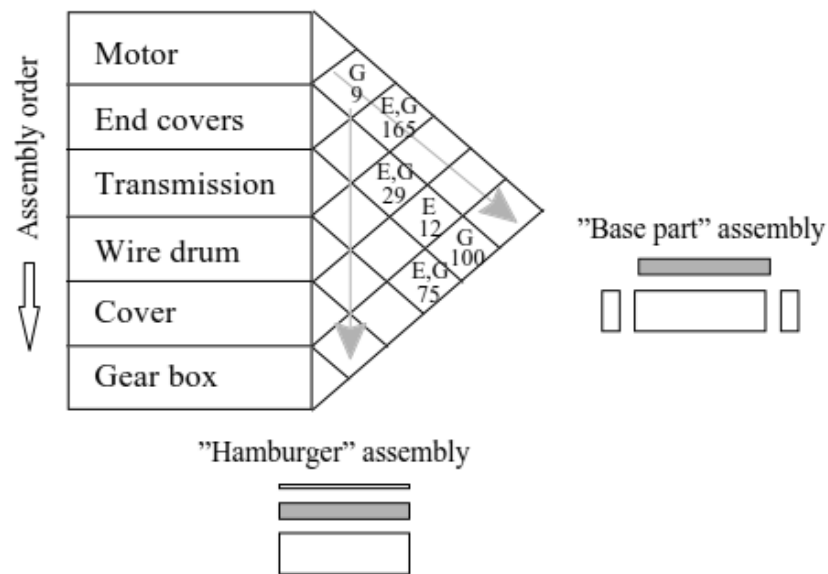 Assembly order
Motor
End covers
Transmission
Wire drum
Cover
Gear box
G
9
E,G
165
E,G
29
E
12
G
100
E,G
75
”Base part” assembly
”Hamburger” assembly